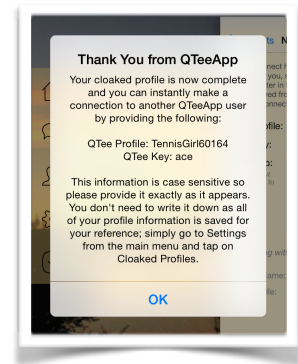 Thank You from QTeeApp
Your cloaked profile is now complete
and you can instantly make a
connection to another QTeeApp user
by providing the following:
QTee Profile: TennisGirl60164
QTee Key: ace
This information is case sensitive so
please provide it exactly as it appears.
You don't need to write it down as all
of your profile information is saved for
your reference; simply go to Settings
from the main menu and tap on
Cloaked Profiles.
OK